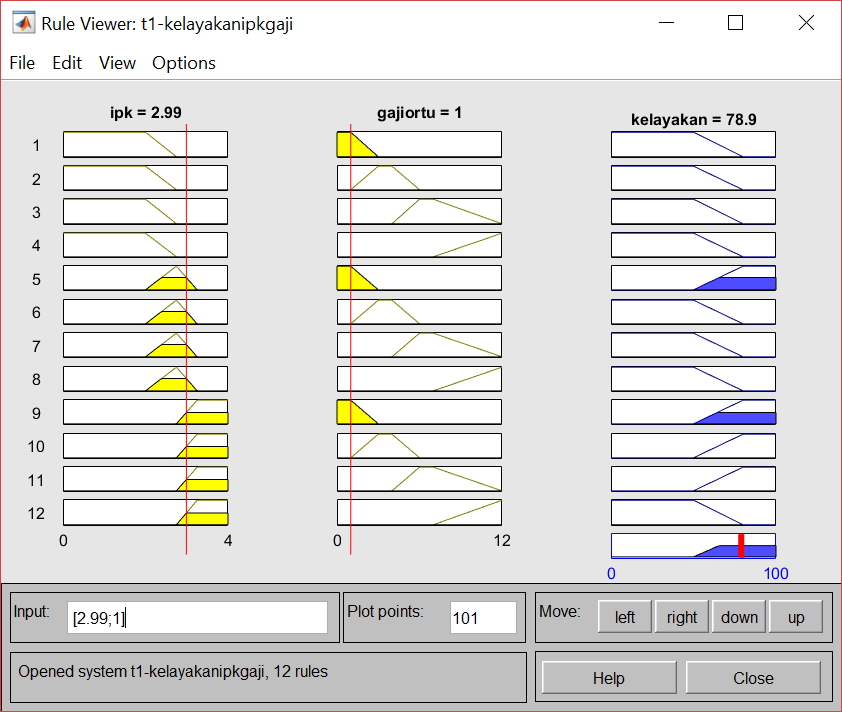 Rule Viewer: t1-kelayakanipkgaji
File Edit View Options
ipk = 2.99 gajiortu = 1 kelayakan = 78.9
1
2
3
4
5
6
7
8
9
10
11
12
0 4 0 12
0 100
Input: [2.99;1] Plot points: 101 Move: left right down up
Opened system t1-kelayakanipkgaji, 12 rules Help Close